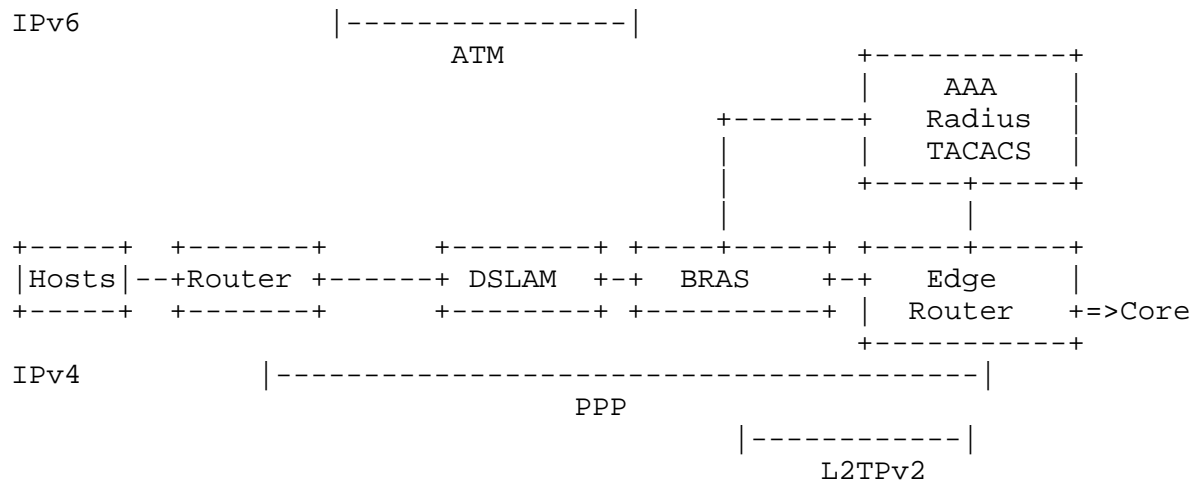 IPv6 |----------------|
ATM +-----------+
| AAA |
+-------+ Radius |
| | TACACS |
| +-----+-----+
| |
+-----+ +-------+ +--------+ +----+-----+ +-----+-----+
|Hosts|--+Router +------+ DSLAM +-+ BRAS +-+ Edge |
+-----+ +-------+ +--------+ +----------+ | Router +=>Core
+-----------+
IPv4 |----------------------------------------|
PPP
|------------|
L2TPv2